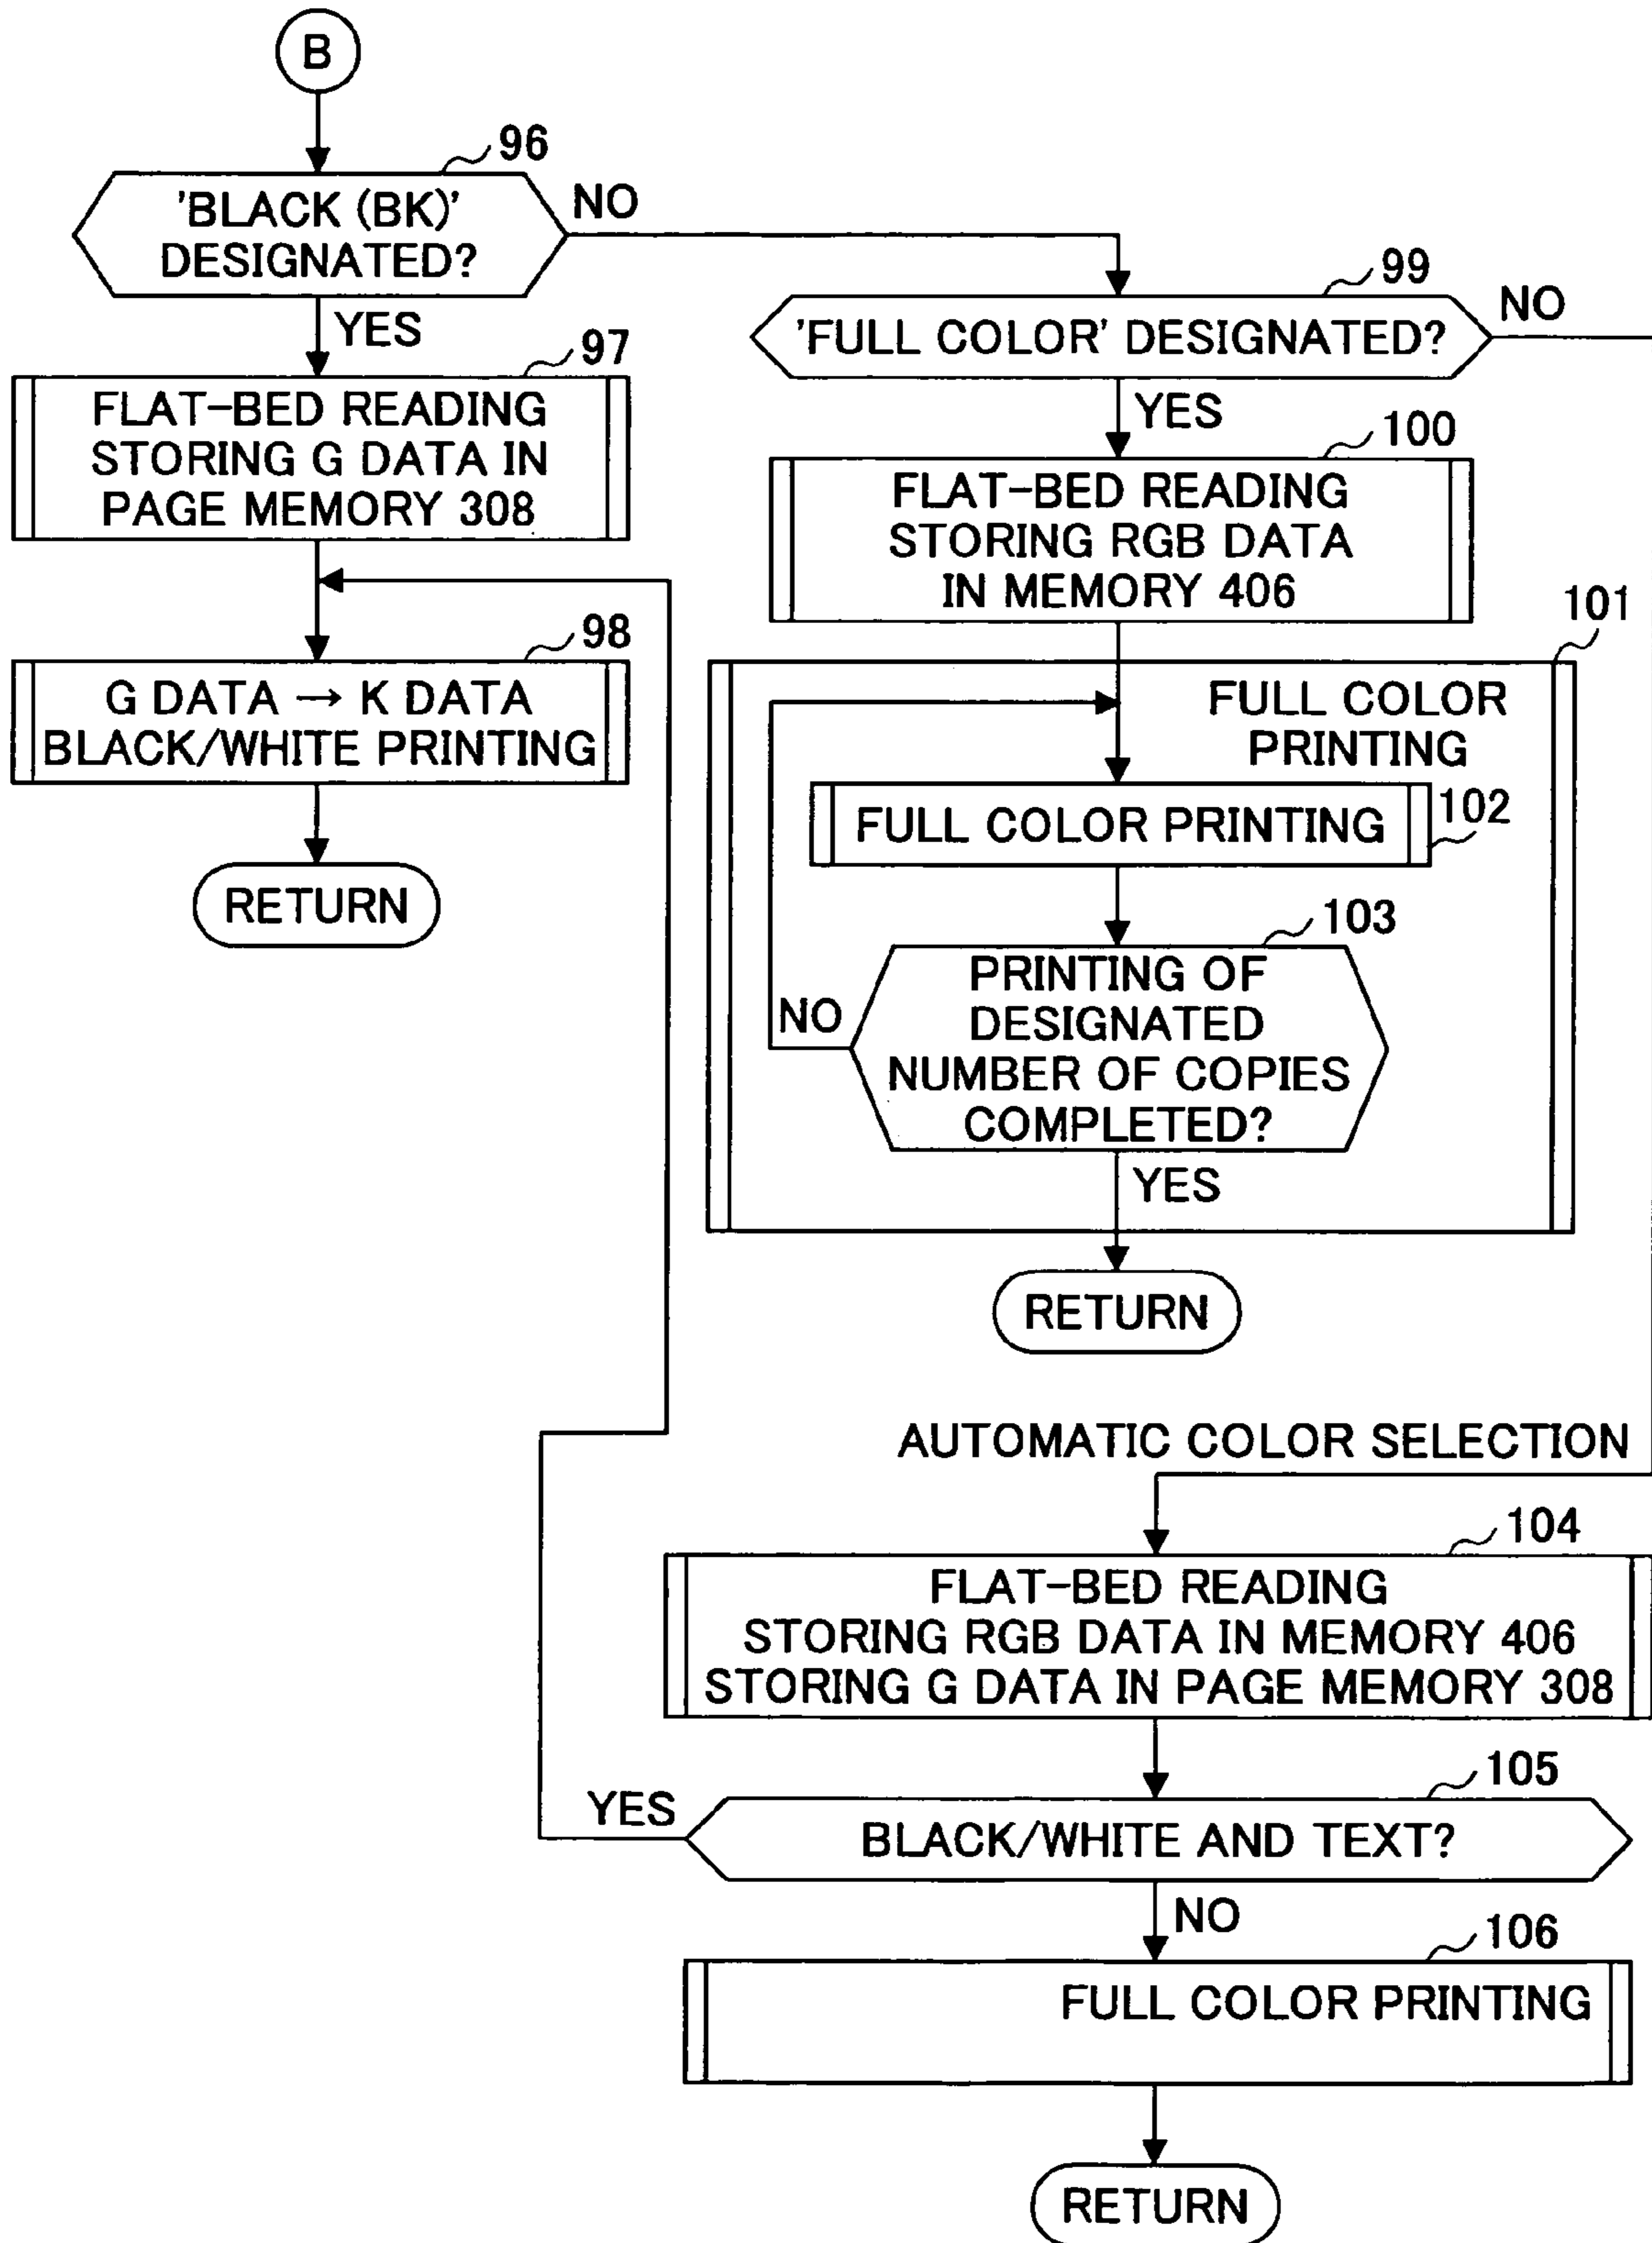 B
96
'BLACK (BK)'
DESIGNATED?
NO
YES
97
FLAT-BED READING
STORING G DATA IN
PAGE MEMORY 308
98
G DATA → K DATA
BLACK/WHITE PRINTING
RETURN
99
'FULL COLOR' DESIGNATED?
NO
YES
100
FLAT-BED READING
STORING RGB DATA
IN MEMORY 406
101
FULL COLOR
PRINTING
FULL COLOR PRINTING
102
103
PRINTING OF
DESIGNATED
NUMBER OF COPIES
COMPLETED?
NO
YES
RETURN
AUTOMATIC COLOR SELECTION
104
FLAT-BED READING
STORING RGB DATA IN MEMORY 406
STORING G DATA IN PAGE MEMORY 308
105
YES
BLACK/WHITE AND TEXT?
NO
106
FULL COLOR PRINTING
RETURN